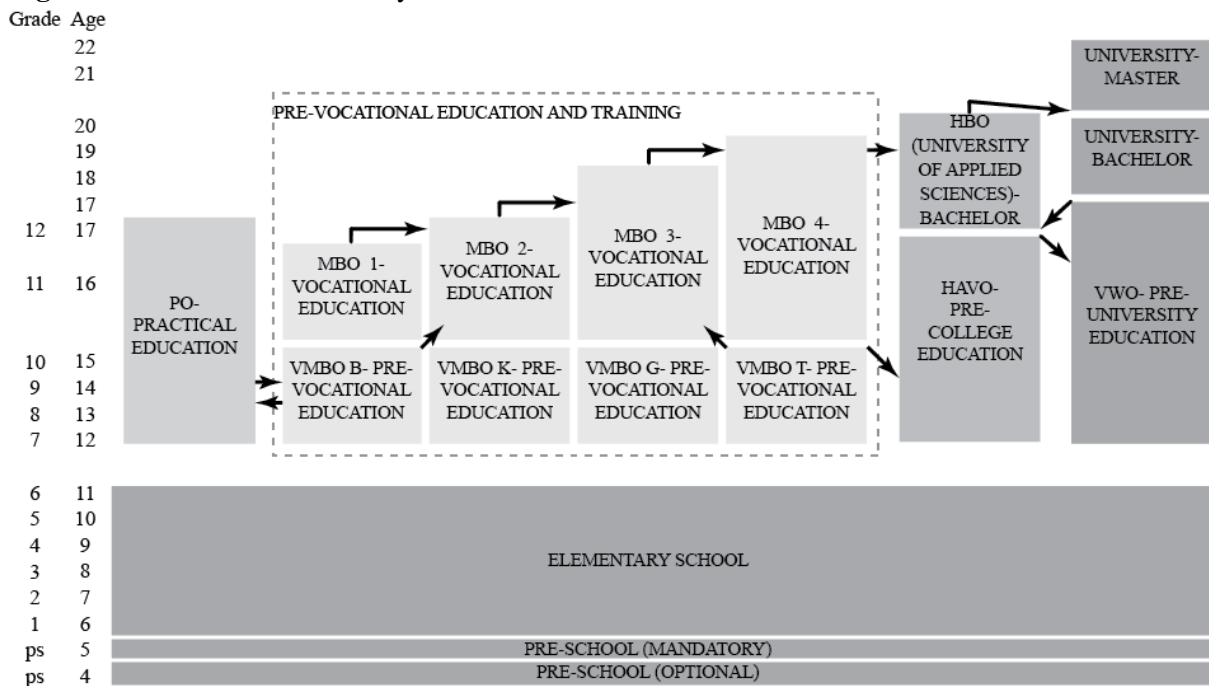 Grade Age
22
21
20
19
18
17
12 17
11 16
10 15
9 14
8 13
7 12
6 11
5 10
4 9
3 8
2 7
1 6
ps 5
ps 4
PRE-VOCATIONAL EDUCATION AND TRAINING
PO-
PRACTICAL
EDUCATION
MBO 1-
VOCATIONAL
EDUCATION
MBO 2-
VOCATIONAL
EDUCATION
MBO 3-
VOCATIONAL
EDUCATION
MBO 4-
VOCATIONAL
EDUCATION
VMBO B- PRE-
VOCATIONAL
EDUCATION
VMBO K- PRE-
VOCATIONAL
EDUCATION
VMBO G- PRE-
VOCATIONAL
EDUCATION
VMBO T- PRE-
VOCATIONAL
EDUCATION
HBO
(UNIVERSITY
OF APPLIED
SCIENCES)-
BACHELOR
HAVO-
PRE-
COLLEGE
EDUCATION
UNIVERSITY-
MASTER
UNIVERSITY-
BACHELOR
VWO- PRE-
UNIVERSITY
EDUCATION
ELEMENTARY SCHOOL
PRE-SCHOOL (MANDATORY)
PRE-SCHOOL (OPTIONAL)